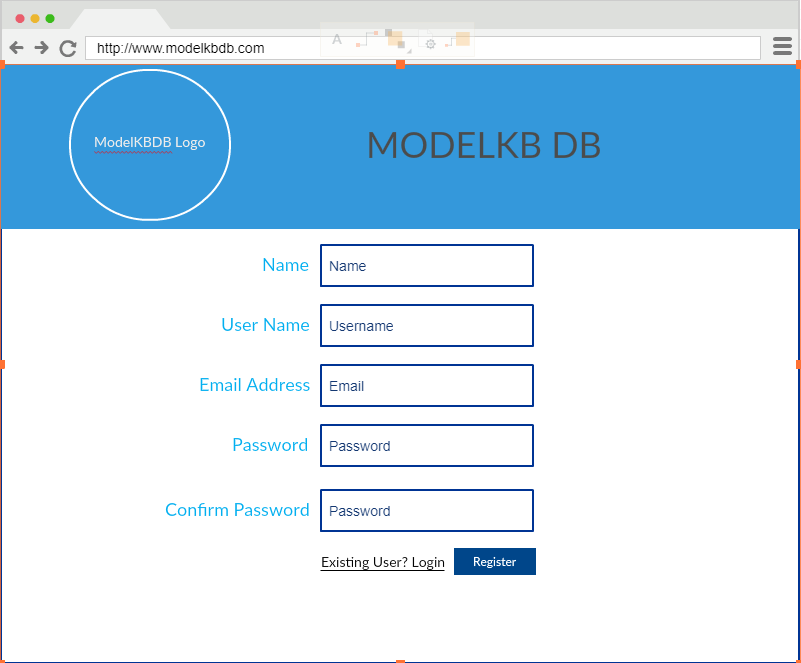 http://www.modelkbdb.com
A
ModelKBDB Logo
MODELKB DB
Name Name
User Name Username
Email Address Email
Password Password
Confirm Password Password
Existing User? Login Register